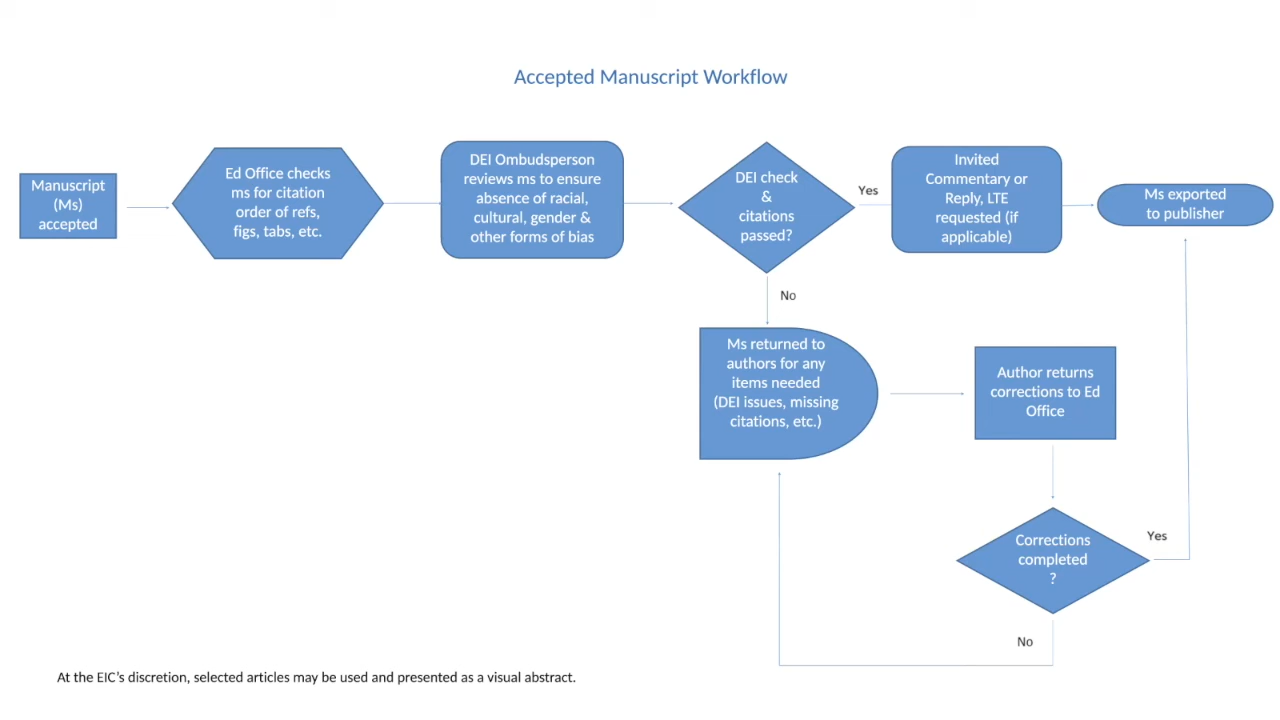 Accepted Manuscript Workflow
Manuscript
(Ms)
accepted
Ed Office checks
ms for citation
order of refs,
figs, tabs, etc.
DEI Ombudsperson
reviews ms to ensure
absence of racial,
cultural, gender &
other forms of bias
DEI check
&
citations
passed?
Yes
Invited
Commentary or
Reply, LTE
requested (if
applicable)
Ms exported
to publisher
No
Ms returned to
authors for any
items needed
(DEI issues, missing
citations, etc.)
Author returns
corrections to Ed
Office
Corrections
completed
?
Yes
No
At the EIC’s discretion, selected articles may be used and presented as a visual abstract.